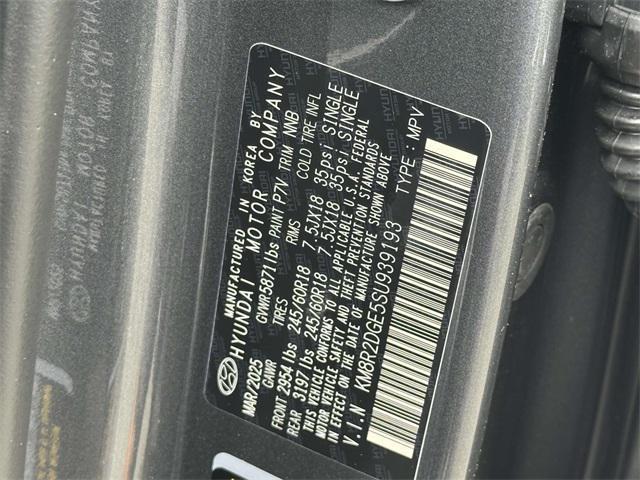 MANUFACTURED IN KOREA BY
HYUNDAI MOTOR COMPANY
MAR/2025 GVWR5871lbs PAINT P7V TRIM NNB
GAWR TIRES RIMS COLD TIRE INFL
FRONT 2954 lbs 245/60R18 7.5JX18 35psi SINGLE
REAR 3197 lbs 245/60R18 7.5JX18 35psi SINGLE
THIS VEHICLE CONFORMS TO ALL APPLICABLE U.S.A. FEDERAL
MOTOR VEHICLE SAFETY, BUMPER, AND THEFT PREVENTION STANDARDS
IN EFFECT ON THE DATE OF MANUFACTURE SHOWN ABOVE
V.I.N KM8R2DGE5SU939193 TYPE : MPV